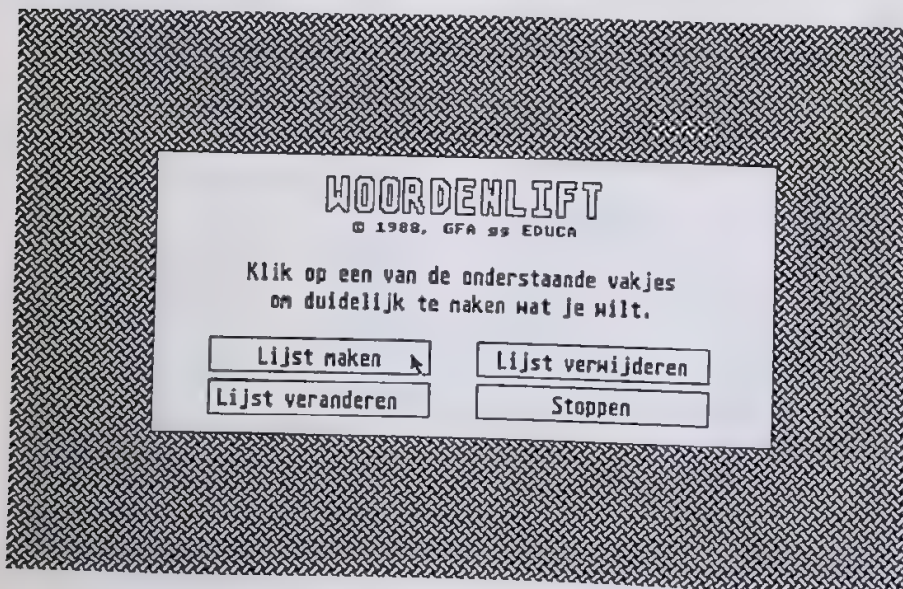 WOORDENLIFT
© 1988, GFA gg EDUCA
Klik op een van de onderstaande vakjes
om duidelijk te maken wat je wilt.
Lijst maken
Lijst verwijderen
Lijst veranderen
Stoppen